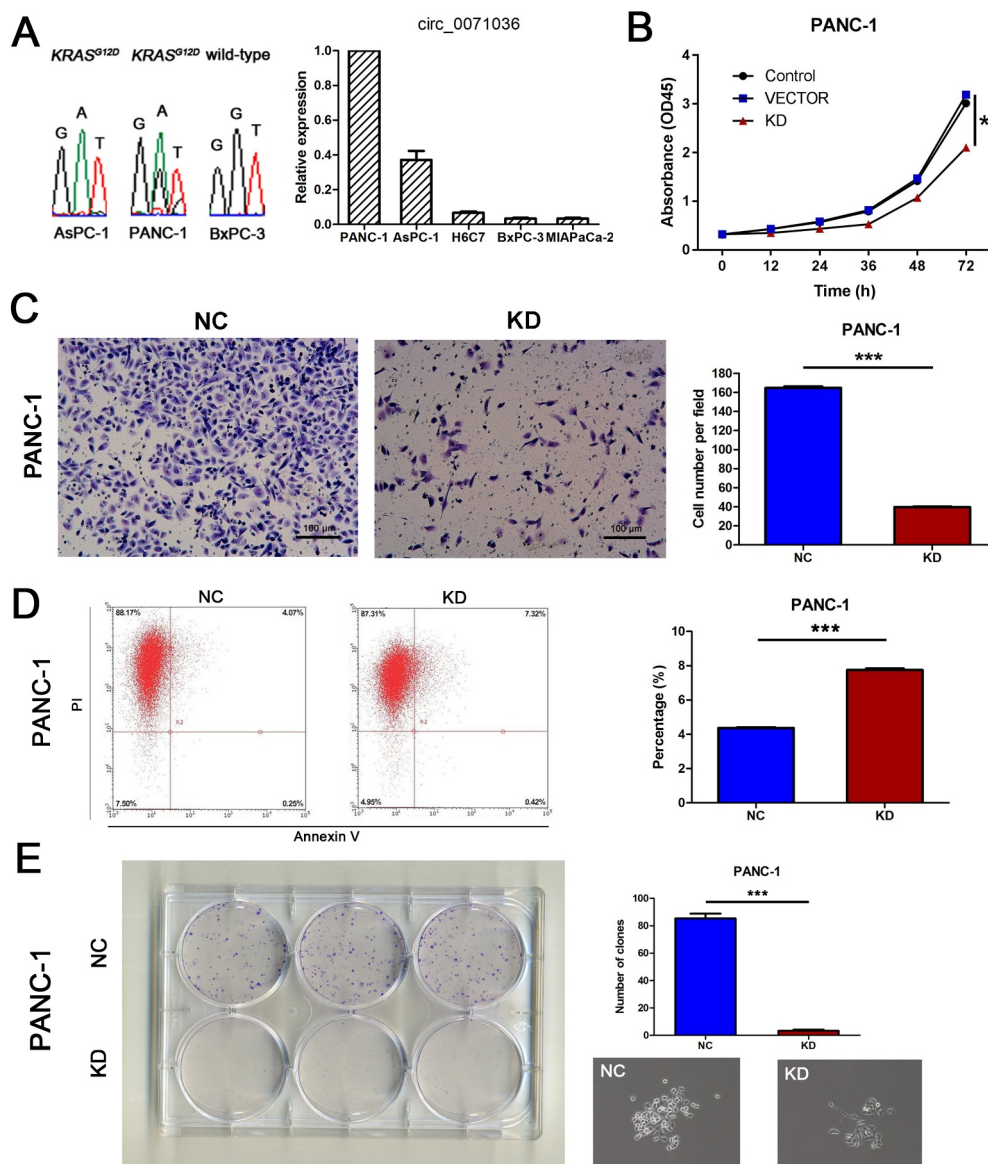 A
KRASG12D KRASG12D wild-type
G A T
G A T
G G T
AsPC-1 PANC-1 BxPC-3
circ_0071036
Relative expression
1.0
0.8
0.6
0.4
0.2
0.0
PANC-1 AsPC-1 H6C7 BxPC-3 MIAPaCa-2
B
PANC-1
Control
VECTOR
KD
*
Absorbance (OD45)
4
3
2
1
0
0 12 24 36 48 72
Time (h)
C
NC KD
PANC-1
100 μm
100 μm
PANC-1
***
Cell number per field
180
160
140
120
100
80
60
40
20
0
NC KD
D
NC KD
PANC-1
PI
88.17% 4.07%
R2
7.50% 0.25%
87.31% 7.32%
R2
4.95% 0.42%
Annexin V
PANC-1
***
Percentage (%)
10
8
6
4
2
0
NC KD
E
PANC-1
NC
KD
PANC-1
***
Number of clones
100
80
60
40
20
0
NC KD
NC
KD